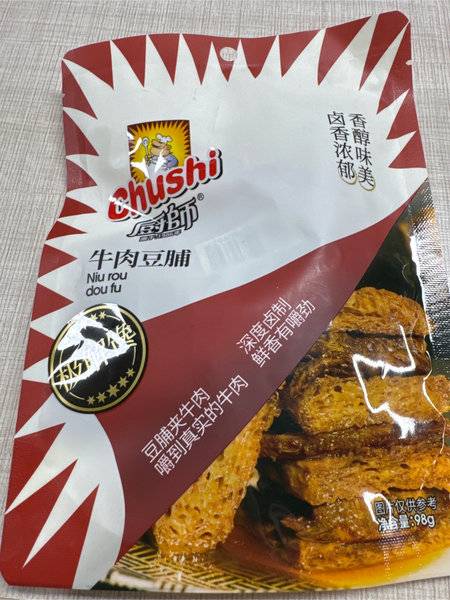 香醇味美
卤香浓郁
Chushi
厨師®
牛肉豆脯
Niu rou
dou fu
深度卤制
鲜香有嚼劲
豆脯夹牛肉
嚼到真实的牛肉
图片仅供参考
净含量:98g